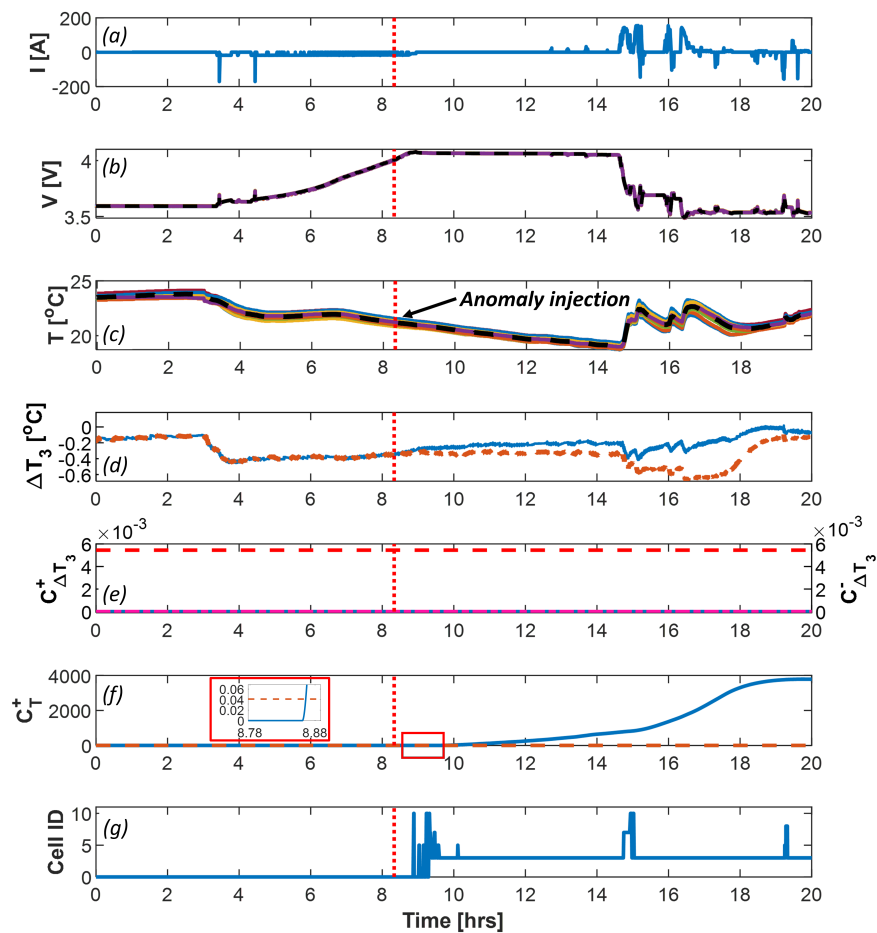 200
0
-200
I [A]
(a)
0 2 4 6 8 10 12 14 16 18 20
4
3.5
V [V]
(b)
0 2 4 6 8 10 12 14 16 18 20
25
20
T [°C]
(c)
Anomaly injection
0 2 4 6 8 10 12 14 16 18 20
0
-0.2
-0.4
-0.6
ΔT₃ [°C]
(d)
0 2 4 6 8 10 12 14 16 18 20
×10⁻³
6
4
2
0
C⁺ΔT₃
(e)
×10⁻³
6
4
2
0
C⁻ΔT₃
0 2 4 6 8 10 12 14 16 18 20
4000
2000
0
C⁺T
(f)
0.06
0.04
0.02
0
8.78 8.88
0 2 4 6 8 10 12 14 16 18 20
10
5
0
Cell ID
(g)
0 2 4 6 8 10 12 14 16 18 20
Time [hrs]